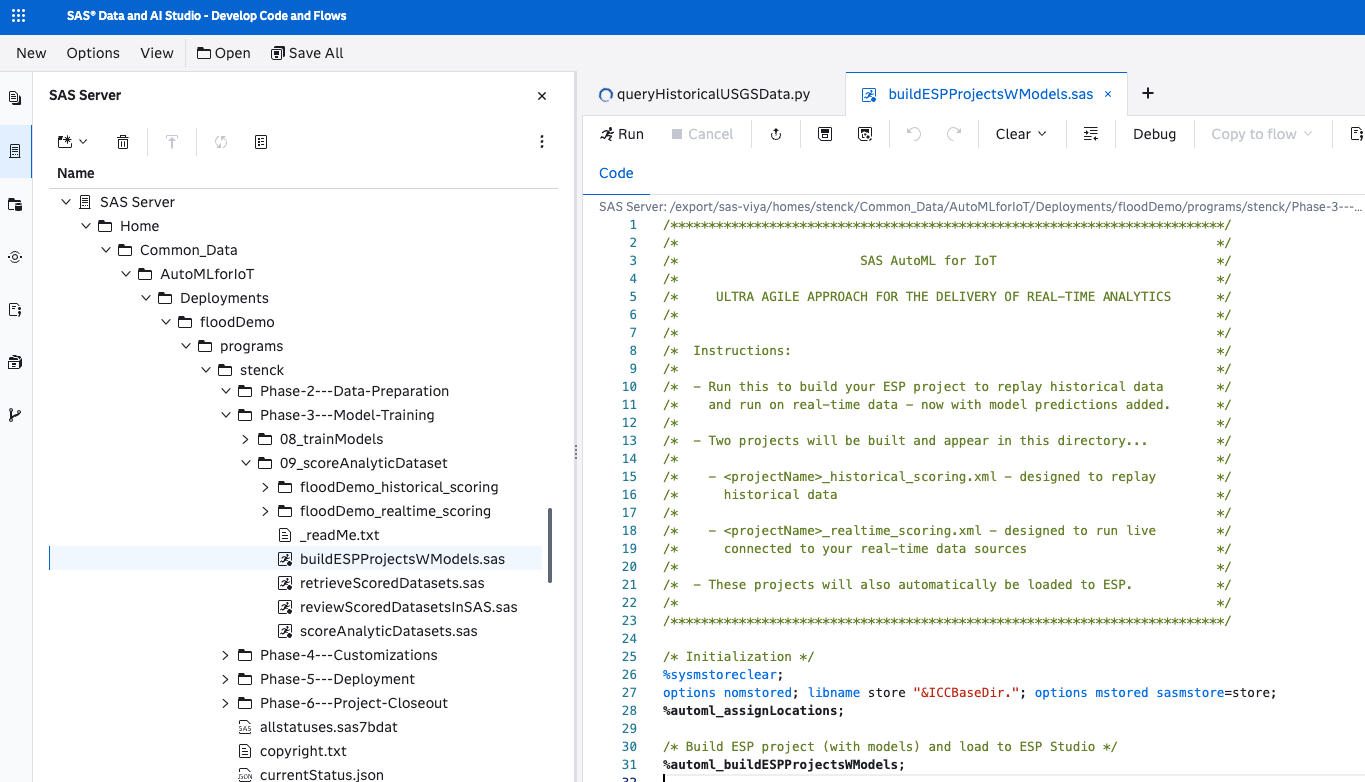 SAS® Data and AI Studio - Develop Code and Flows
New Options View Open Save All
SAS Server
Name
SAS Server
Home
Common_Data
AutoMLforIoT
Deployments
floodDemo
programs
stenck
Phase-2---Data-Preparation
Phase-3---Model-Training
08_trainModels
09_scoreAnalyticDataset
floodDemo_historical_scoring
floodDemo_realtime_scoring
_readMe.txt
buildESPProjectsWModels.sas
retrieveScoredDatasets.sas
reviewScoredDatasetsInSAS.sas
scoreAnalyticDatasets.sas
Phase-4---Customizations
Phase-5---Deployment
Phase-6---Project-Closeout
allstatuses.sas7bdat
copyright.txt
currentStatus.json
queryHistoricalUSGSData.py buildESPProjectsWModels.sas × +
Run Cancel Clear Debug Copy to flow
Code
SAS Server: /export/sas-viya/homes/stenck/Common_Data/AutoMLforIoT/Deployments/floodDemo/programs/stenck/Phase-3---…
1 /*************************************************************************/
2 /* */
3 /* SAS AutoML for IoT */
4 /* */
5 /* ULTRA AGILE APPROACH FOR THE DELIVERY OF REAL-TIME ANALYTICS */
6 /* */
7 /* */
8 /* Instructions: */
9 /* */
10 /* - Run this to build your ESP project to replay historical data */
11 /* and run on real-time data - now with model predictions added. */
12 /* */
13 /* - Two projects will be built and appear in this directory... */
14 /* */
15 /* - <projectName>_historical_scoring.xml - designed to replay */
16 /* historical data */
17 /* */
18 /* - <projectName>_realtime_scoring.xml - designed to run live */
19 /* connected to your real-time data sources */
20 /* */
21 /* - These projects will also automatically be loaded to ESP. */
22 /* */
23 /*************************************************************************/
24
25 /* Initialization */
26 %sysmstoreclear;
27 options nomstored; libname store "&ICCBaseDir."; options mstored sasmstore=store;
28 %automl_assignLocations;
29
30 /* Build ESP project (with models) and load to ESP Studio */
31 %automl_buildESPProjectsWModels;
32